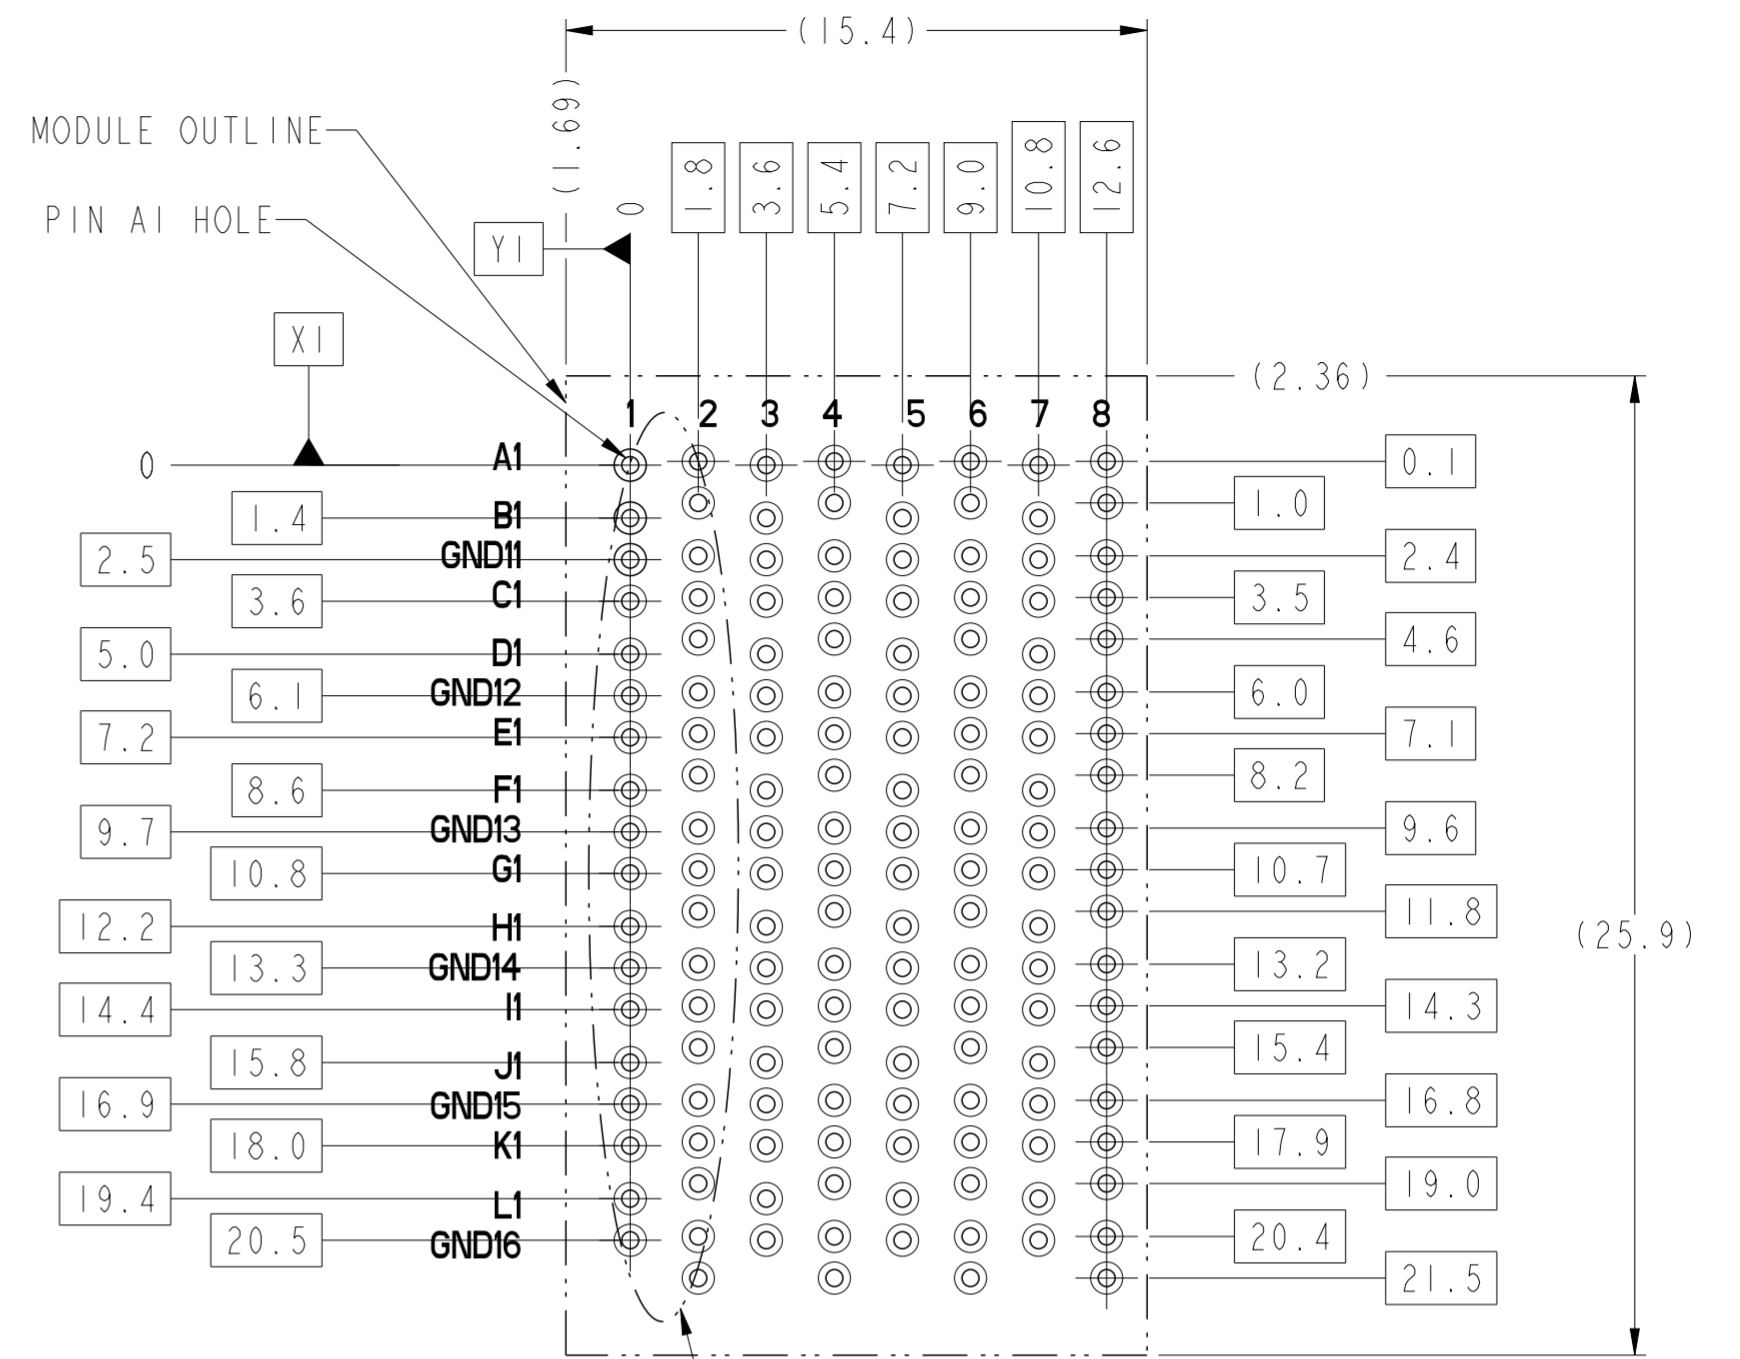 (15.4)
(1.69)
MODULE OUTLINE
PIN A1 HOLE
0
1.8
3.6
5.4
7.2
9.0
10.8
12.6
Y1
X1
(2.36)
1 2 3 4 5 6 7 8
0 A1 0.1
1.4 B1 1.0
2.5 GND11 2.4
3.6 C1 3.5
5.0 D1 4.6
6.1 GND12 6.0
7.2 E1 7.1
8.6 F1 8.2
9.7 GND13 9.6
10.8 G1 10.7
12.2 H1 11.8
(25.9)
13.3 GND14 13.2
14.4 I1 14.3
15.8 J1 15.4
16.9 GND15 16.8
18.0 K1 17.9
19.4 L1 19.0
20.5 GND16 20.4
21.5